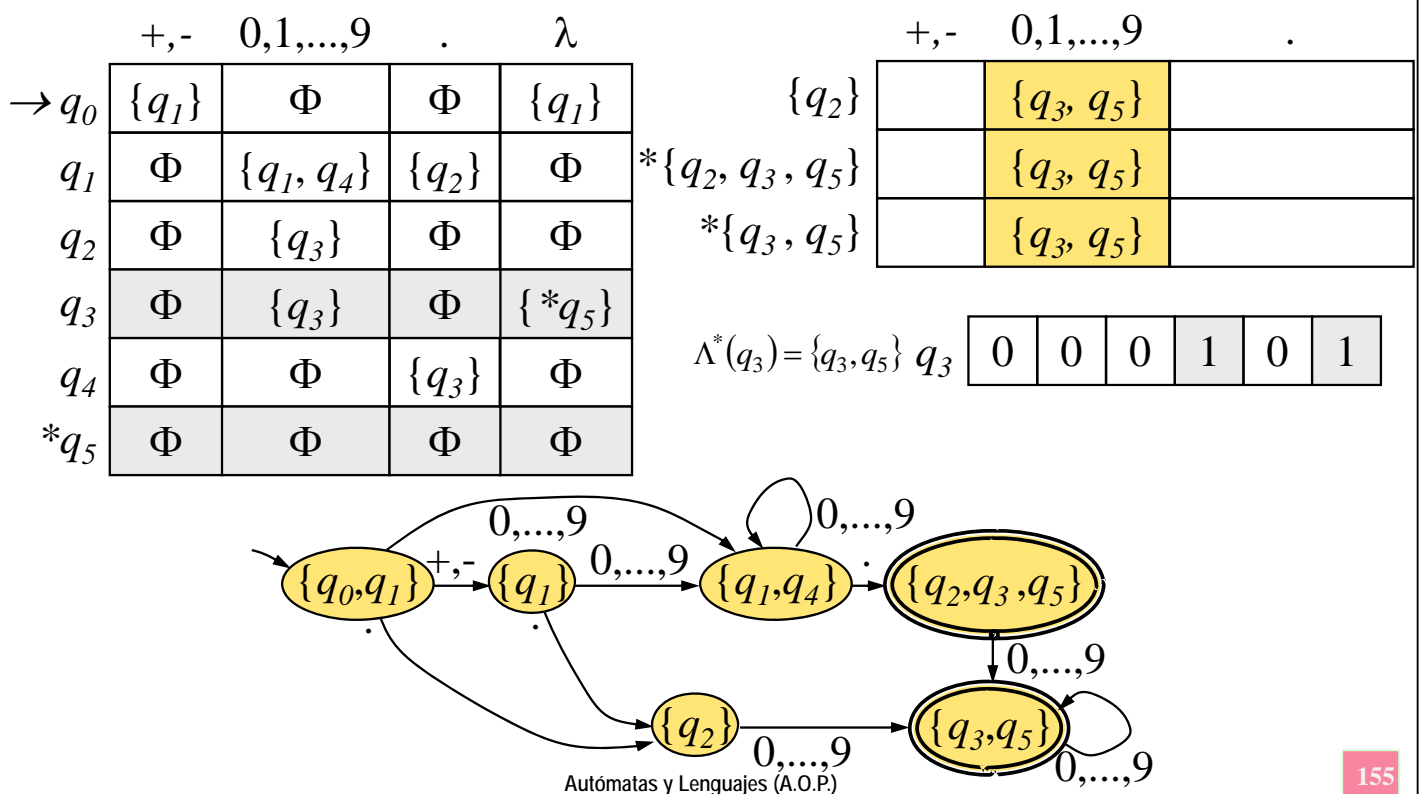 +,- 0,1,...,9 . λ
→ q0 {q1} Φ Φ {q1}
q1 Φ {q1, q4} {q2} Φ
q2 Φ {q3} Φ Φ
q3 Φ {q3} Φ {*q5}
q4 Φ Φ {q3} Φ
*q5 Φ Φ Φ Φ
+,- 0,1,...,9 .
{q2} {q3, q5}
*{q2, q3 , q5} {q3, q5}
*{q3 , q5} {q3, q5}
Λ*(q3) = {q3,q5} q3 0 0 0 1 0 1
0,...,9 0,...,9
{q0,q1} +,- {q1} 0,...,9 {q1,q4} . {q2,q3 ,q5}
. .
0,...,9
{q2} 0,...,9 {q3,q5} 0,...,9
Autómatas y Lenguajes (A.O.P.)
155